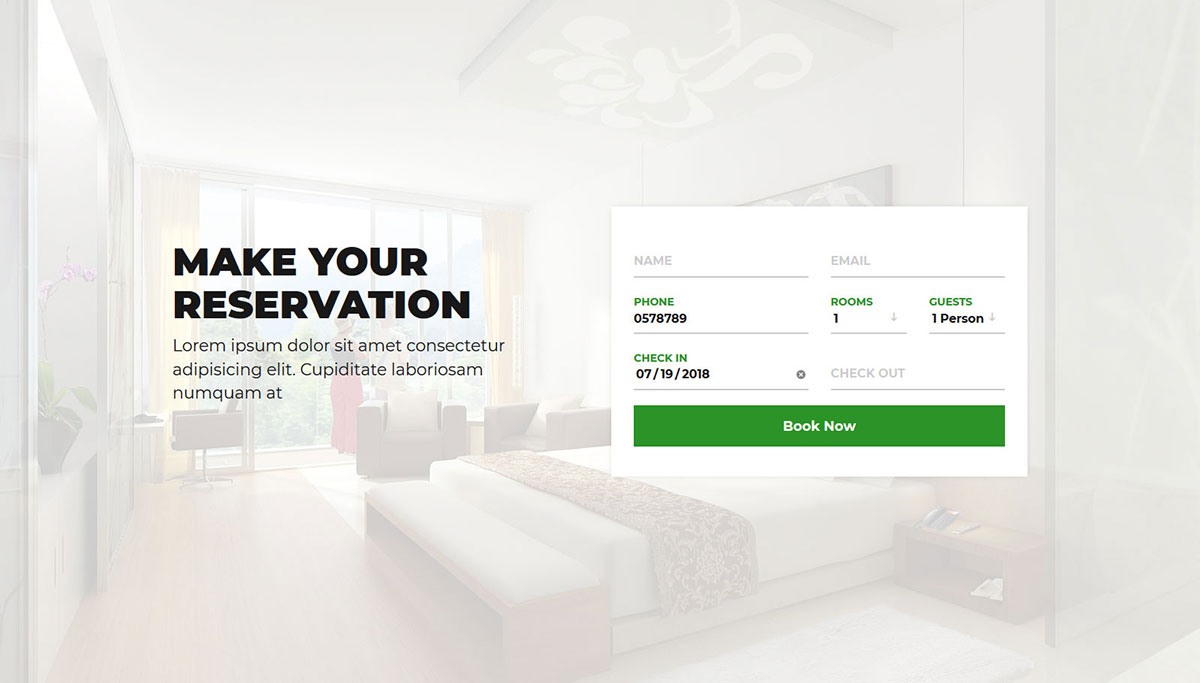 MAKE YOUR
RESERVATION
Lorem ipsum dolor sit amet consectetur
adipisicing elit. Cupiditate laboriosam
numquam at
NAME EMAIL
PHONE ROOMS GUESTS
0578789 1 1 Person
CHECK IN
07/19/2018 CHECK OUT
Book Now